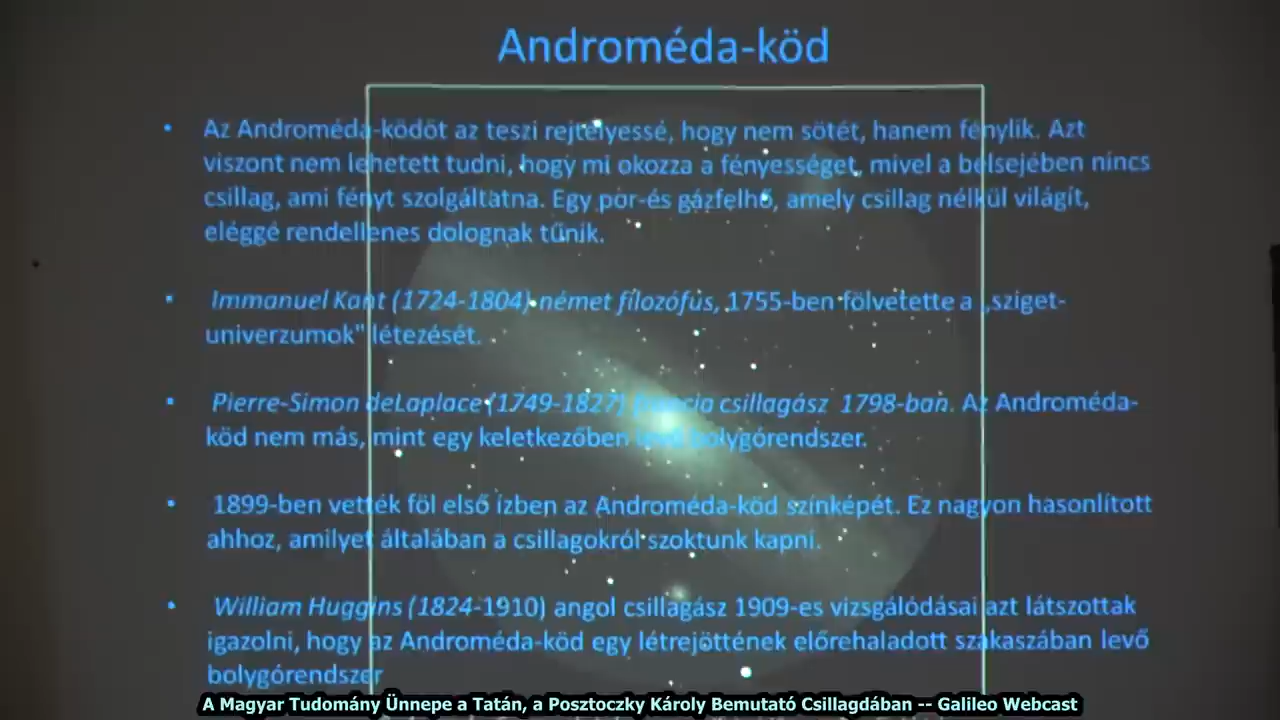 Androméda-köd
• Az Androméda-ködöt az teszi rejtélyessé, hogy nem sötét, hanem fénylik. Azt
viszont nem lehetett tudni, hogy mi okozza a fényességet, mivel a belsejében nincs
csillag, ami fényt szolgáltatna. Egy por-és gázfelhő, amely csillag nélkül világít,
eléggé rendellenes dolognak tűnik.
• Immanuel Kant (1724-1804) német filozófus, 1755-ben fölvetette a „sziget-
univerzumok" létezését.
• Pierre-Simon deLaplace (1749-1827) francia csillagász 1798-ban. Az Androméda-
köd nem más, mint egy keletkezőben levő bolygórendszer.
• 1899-ben vették föl első ízben az Androméda-köd színképét. Ez nagyon hasonlított
ahhoz, amilyet általában a csillagokról szoktunk kapni.
• William Huggins (1824-1910) angol csillagász 1909-es vizsgálódásai azt látszottak
igazolni, hogy az Androméda-köd egy létrejöttének előrehaladott szakaszában levő
bolygórendszer
A Magyar Tudomány Ünnepe a Tatán, a Posztoczky Károly Bemutató Csillagdában -- Galileo Webcast